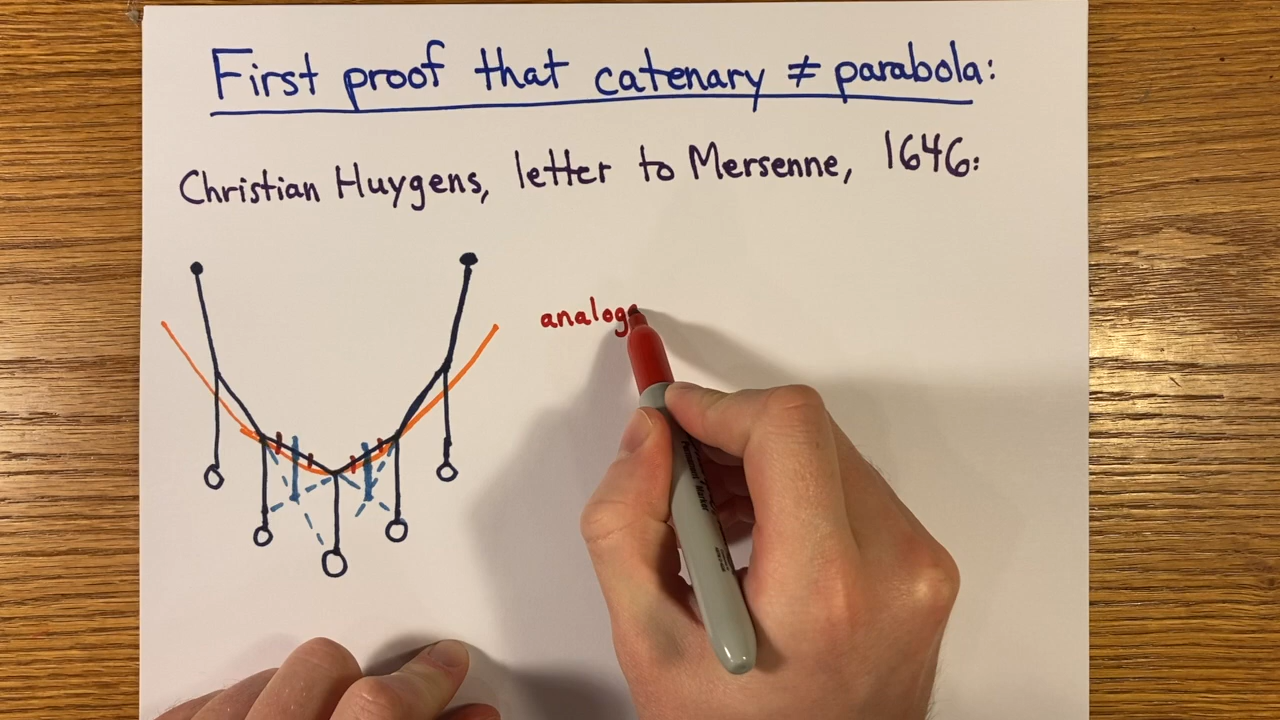 First proof that catenary ≠ parabola:
Christian Huygens, letter to Mersenne, 1646:
analog